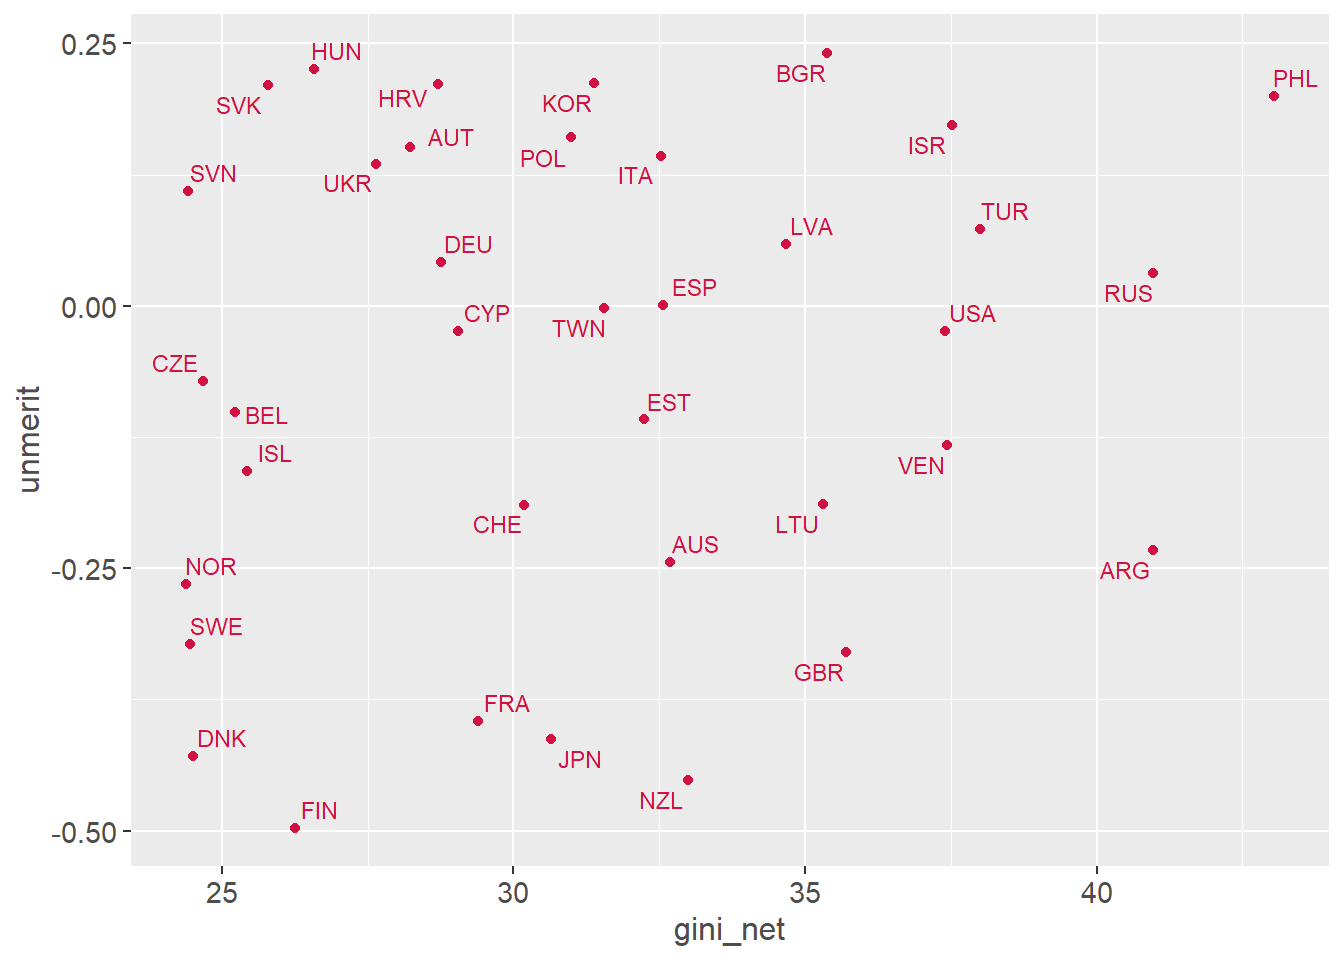 0.25
0.00
-0.25
-0.50
unmerit
HUN
SVK
HRV
KOR
BGR
PHL
AUT
ISR
POL
ITA
SVN
UKR
TUR
LVA
DEU
ESP
RUS
CYP
TWN
USA
CZE
BEL
EST
ISL
VEN
CHE
LTU
AUS
NOR
ARG
SWE
GBR
FRA
DNK
JPN
NZL
FIN
25
30
35
40
gini_net